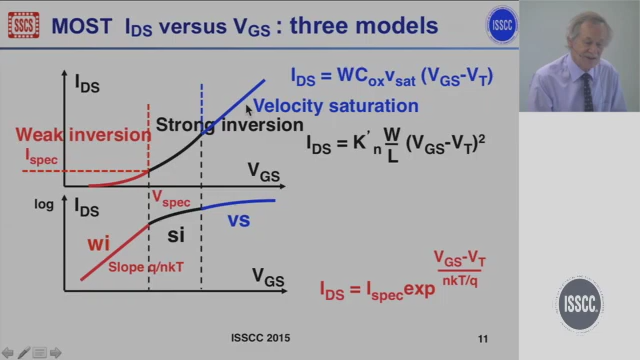 SSCS
MOST IDS versus VGS : three models
IDS
Weak inversion
Ispec
Strong inversion
Velocity saturation
VGS
Vspec
IDS = WCox vsat (VGS-VT)
IDS = K'n W/L (VGS-VT)2
log
IDS
wi
si
vs
Slope q/nkT
VGS
IDS = Ispec exp VGS-VT/nkT/q
ISSCC 2015
11
ISSCC